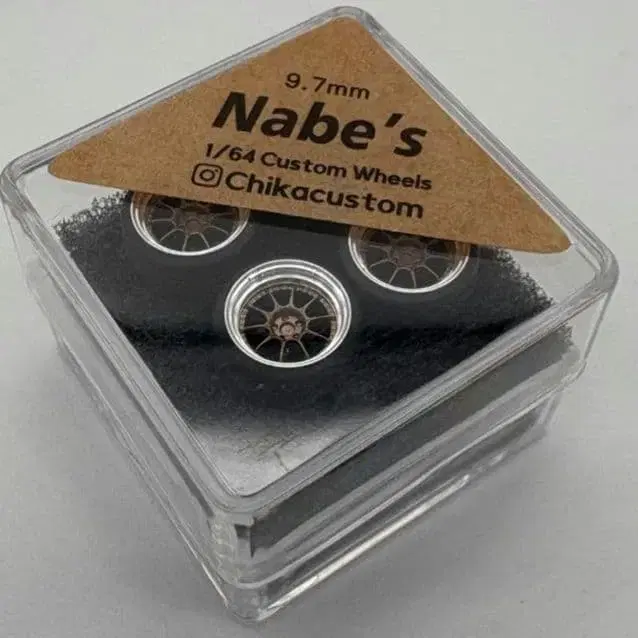 9.7mm
Nabe's
1/64 Custom Wheels
Chikacustom